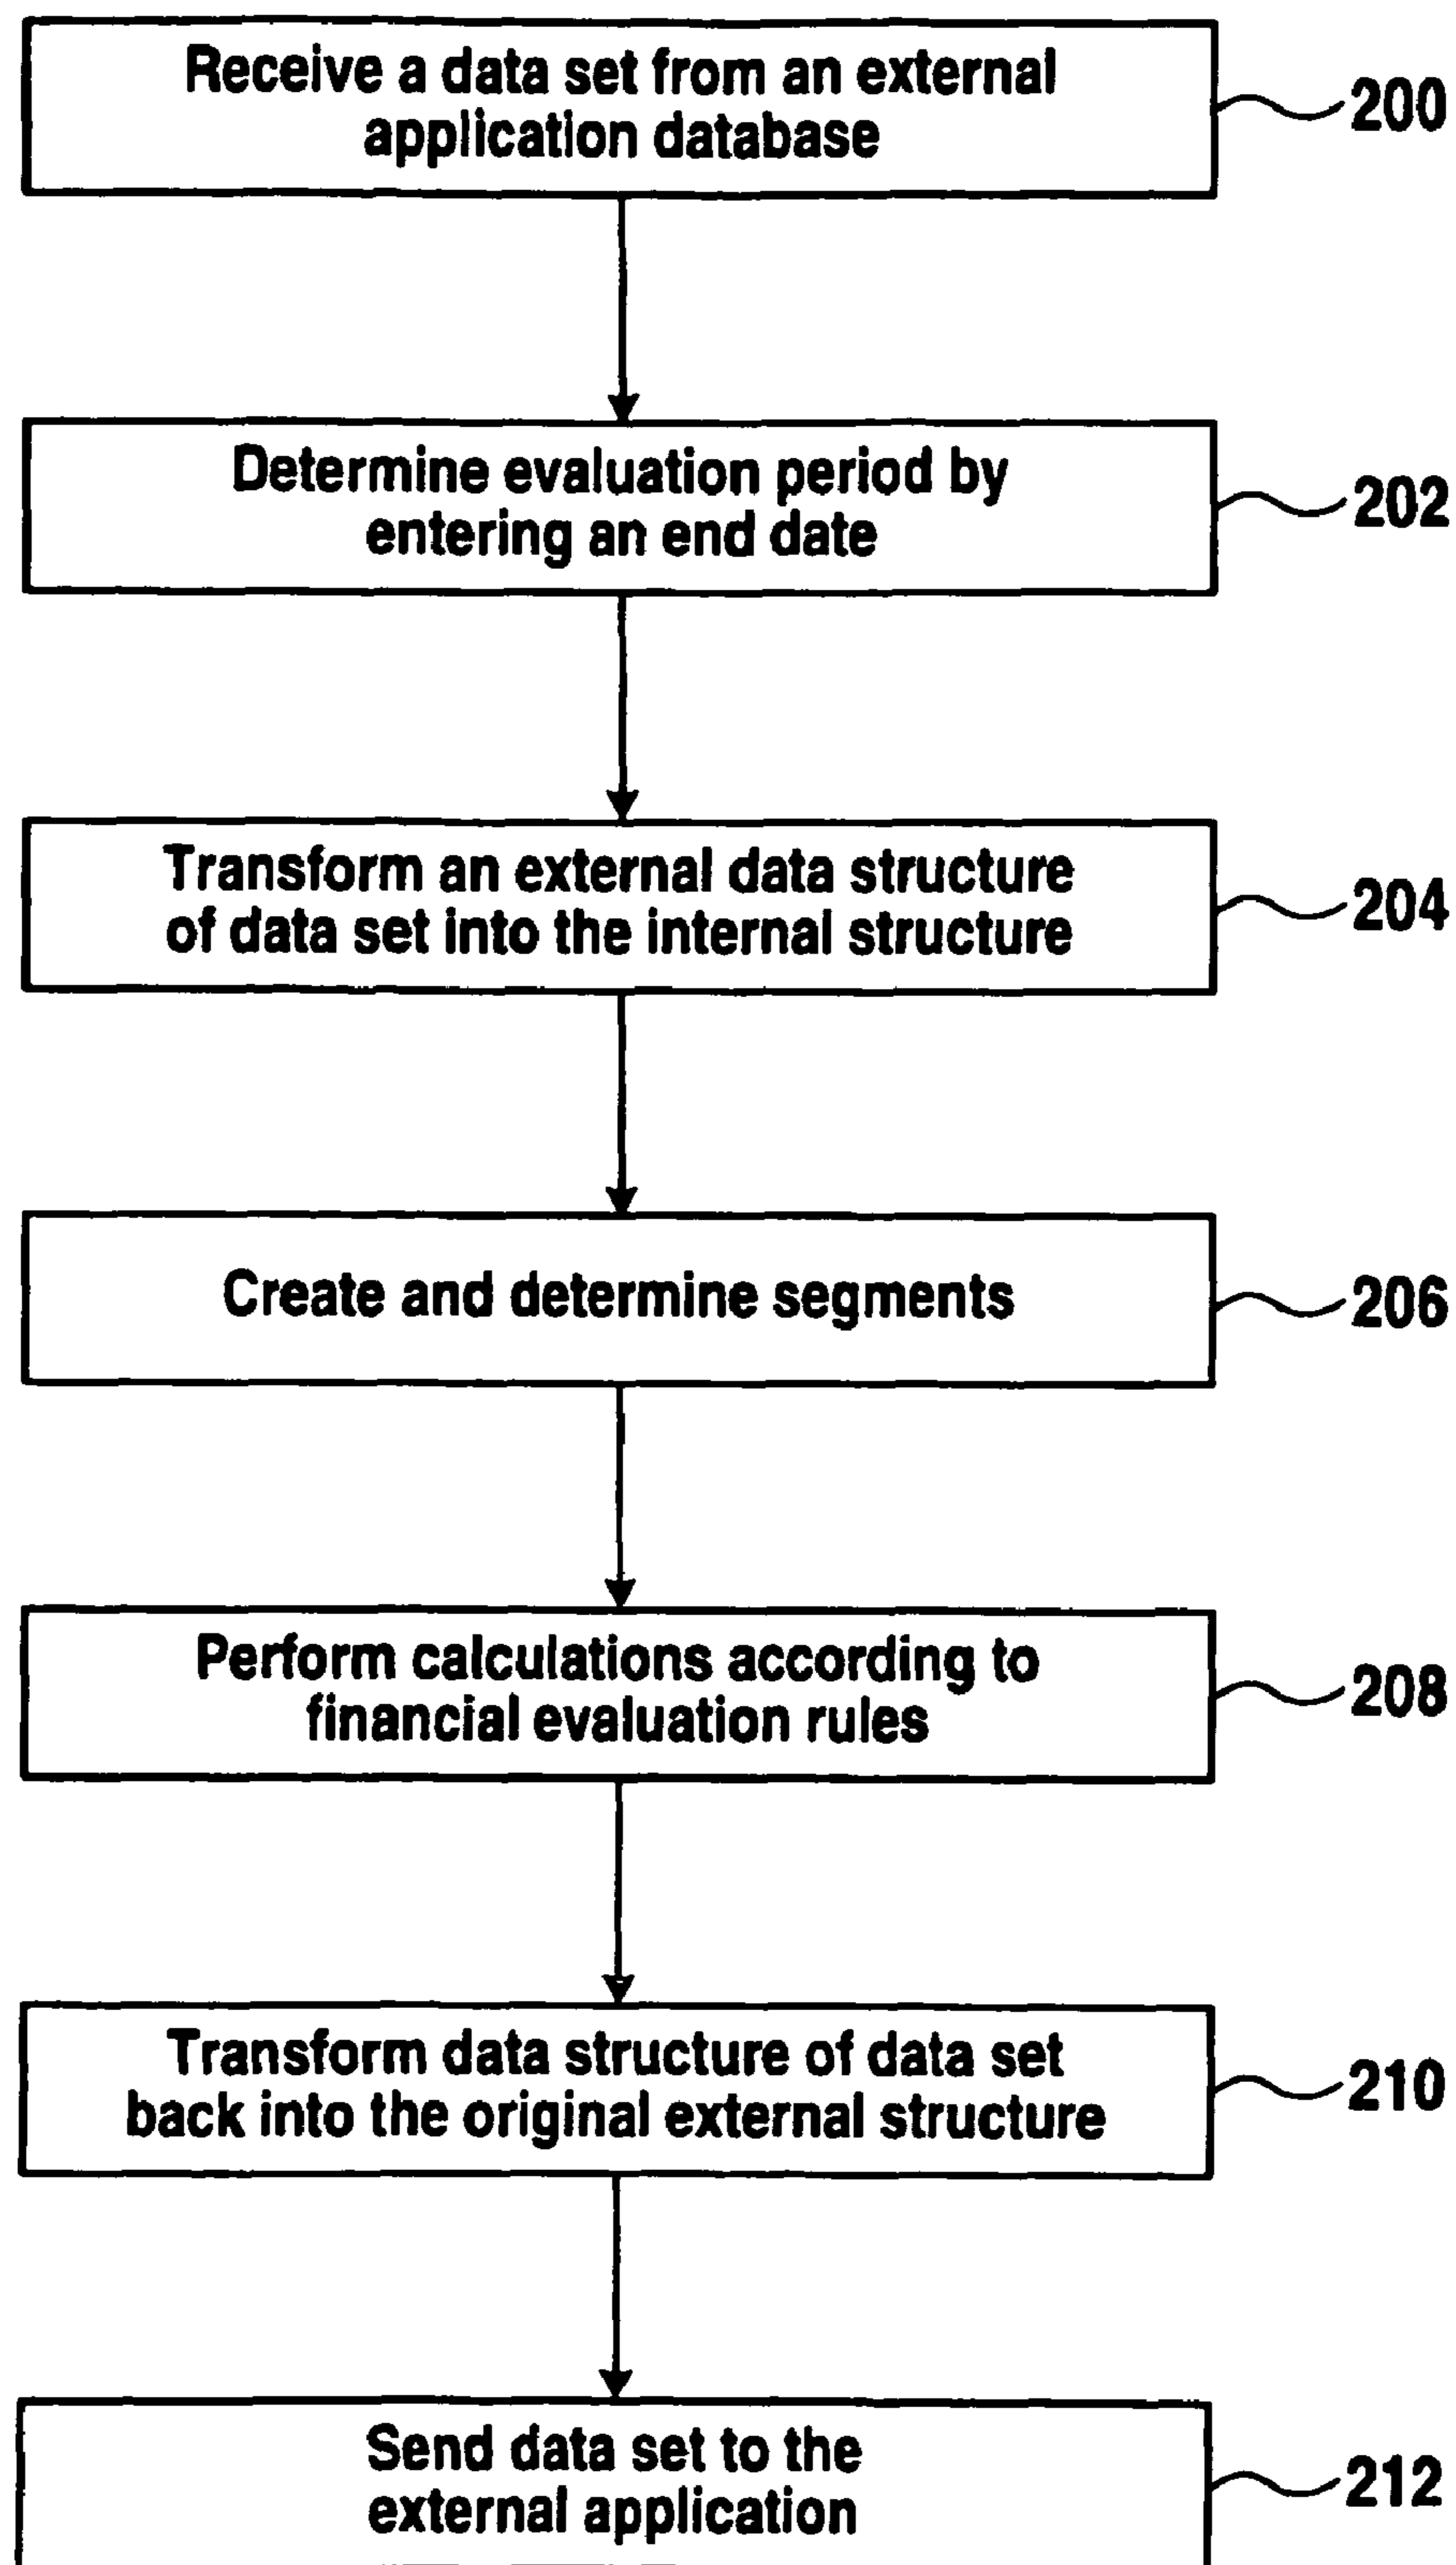 Receive a data set from an external
application database
200
Determine evaluation period by
entering an end date
202
Transform an external data structure
of data set into the internal structure
204
Create and determine segments
206
Perform calculations according to
financial evaluation rules
208
Transform data structure of data set
back into the original external structure
210
Send data set to the
external application
212